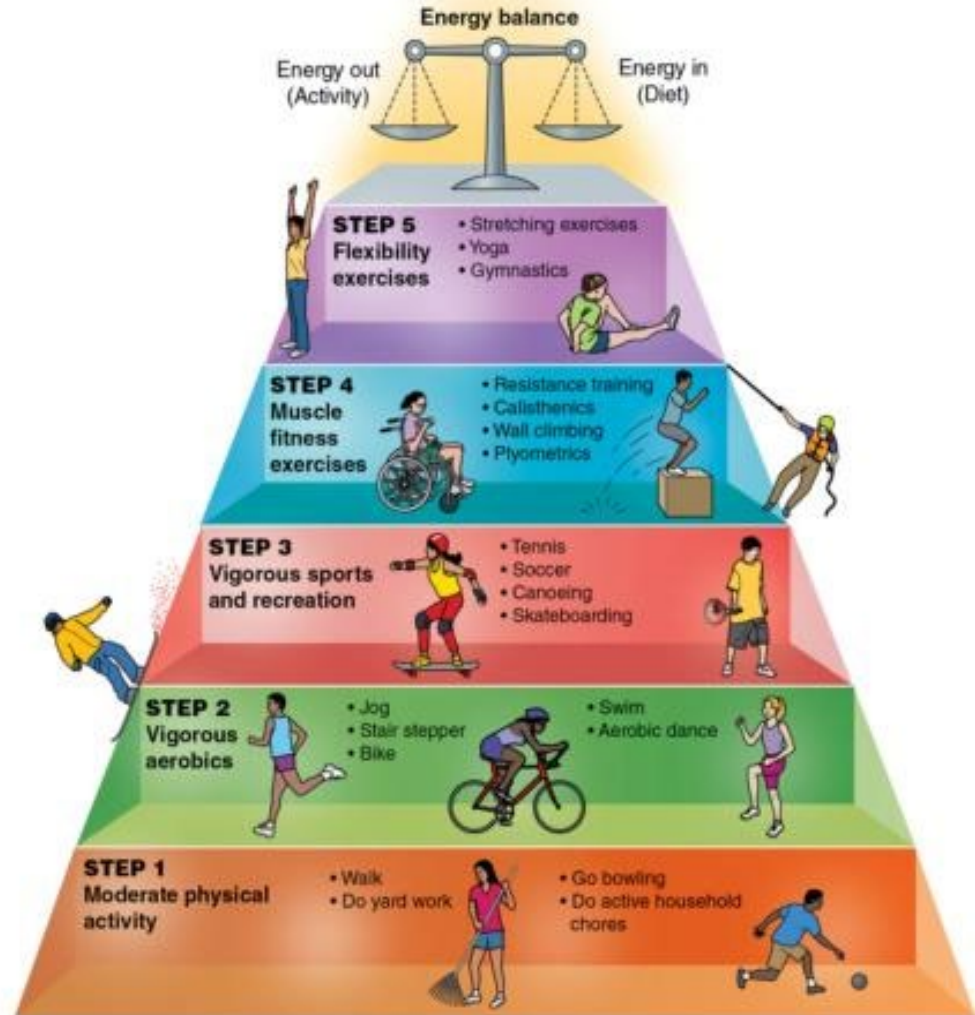 Energy balance
Energy out
(Activity)
Energy in
(Diet)
STEP 5
Flexibility
exercises
• Stretching exercises
• Yoga
• Gymnastics
STEP 4
Muscle
fitness
exercises
• Resistance training
• Calisthenics
• Wall climbing
• Plyometrics
STEP 3
Vigorous sports
and recreation
• Tennis
• Soccer
• Canoeing
• Skateboarding
STEP 2
Vigorous
aerobics
• Jog
• Stair stepper
• Bike
• Swim
• Aerobic dance
STEP 1
Moderate physical
activity
• Walk
• Do yard work
• Go bowling
• Do active household
chores